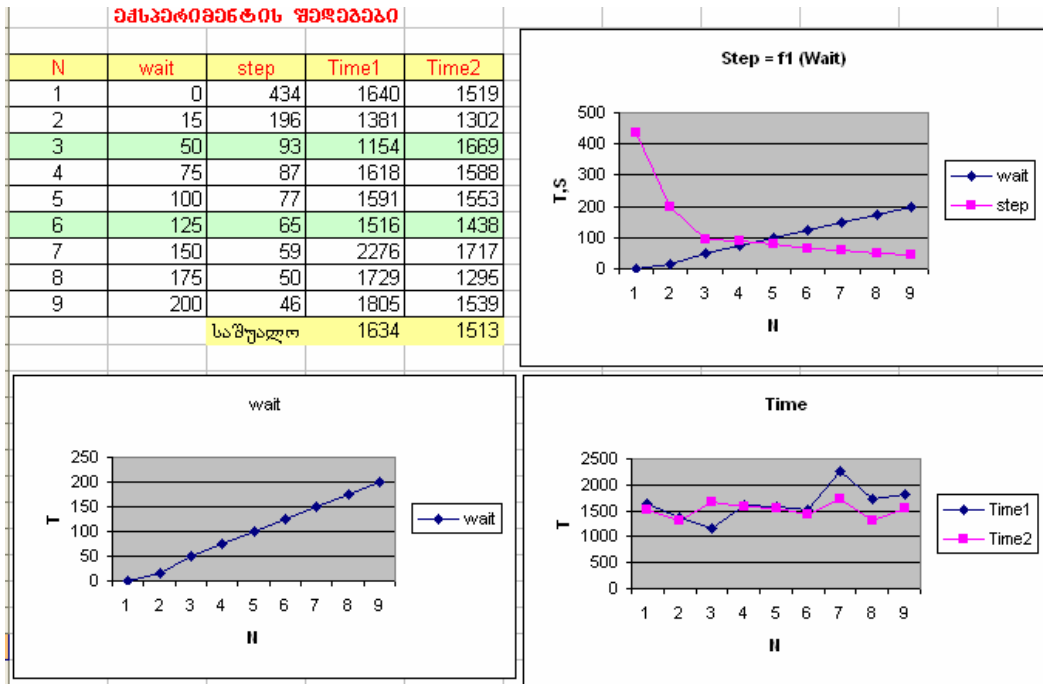 ექსპერიმენტის შედეგები
N wait step Time1 Time2
1 0 434 1640 1519
2 15 196 1381 1302
3 50 93 1154 1669
4 75 87 1618 1588
5 100 77 1591 1553
6 125 65 1516 1438
7 150 59 2276 1717
8 175 50 1729 1295
9 200 46 1805 1539
საშუალო 1634 1513
Step = f1 (Wait)
500
400
300
200
100
0
T,S
1 2 3 4 5 6 7 8 9
N
wait
step
wait
250
200
150
100
50
0
T
1 2 3 4 5 6 7 8 9
N
wait
Time
2500
2000
1500
1000
500
0
T
1 2 3 4 5 6 7 8 9
N
Time1
Time2